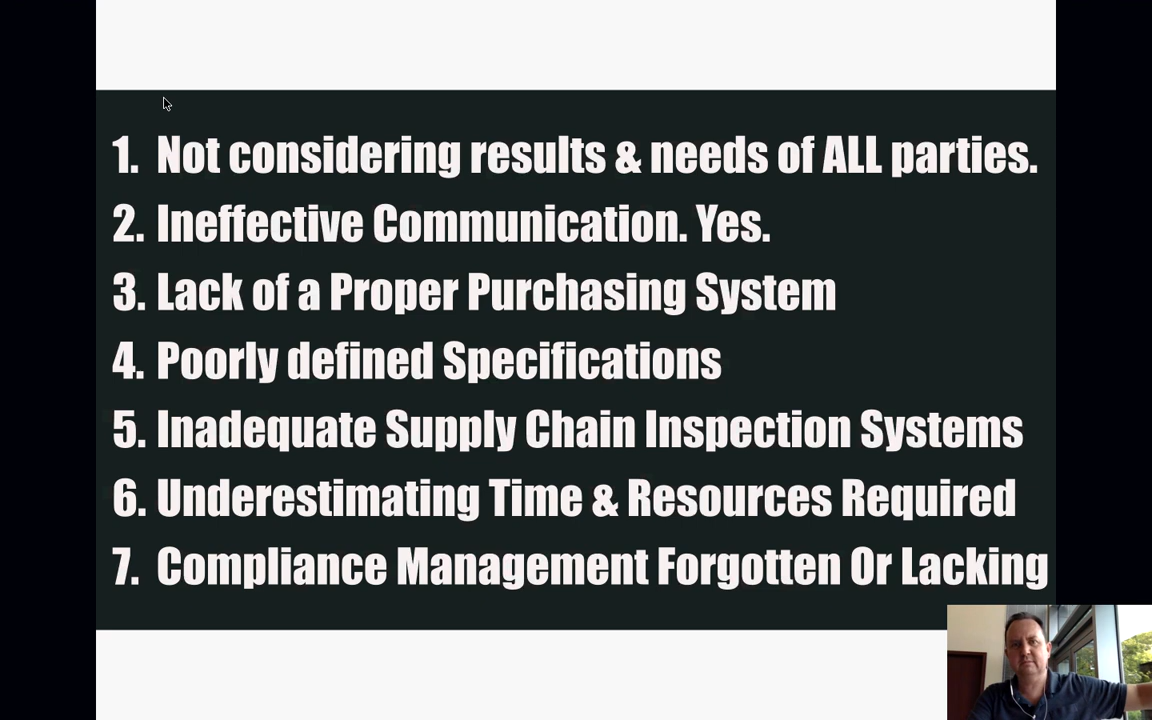 1. Not considering results & needs of ALL parties.
2. Ineffective Communication. Yes.
3. Lack of a Proper Purchasing System
4. Poorly defined Specifications
5. Inadequate Supply Chain Inspection Systems
6. Underestimating Time & Resources Required
7. Compliance Management Forgotten Or Lacking